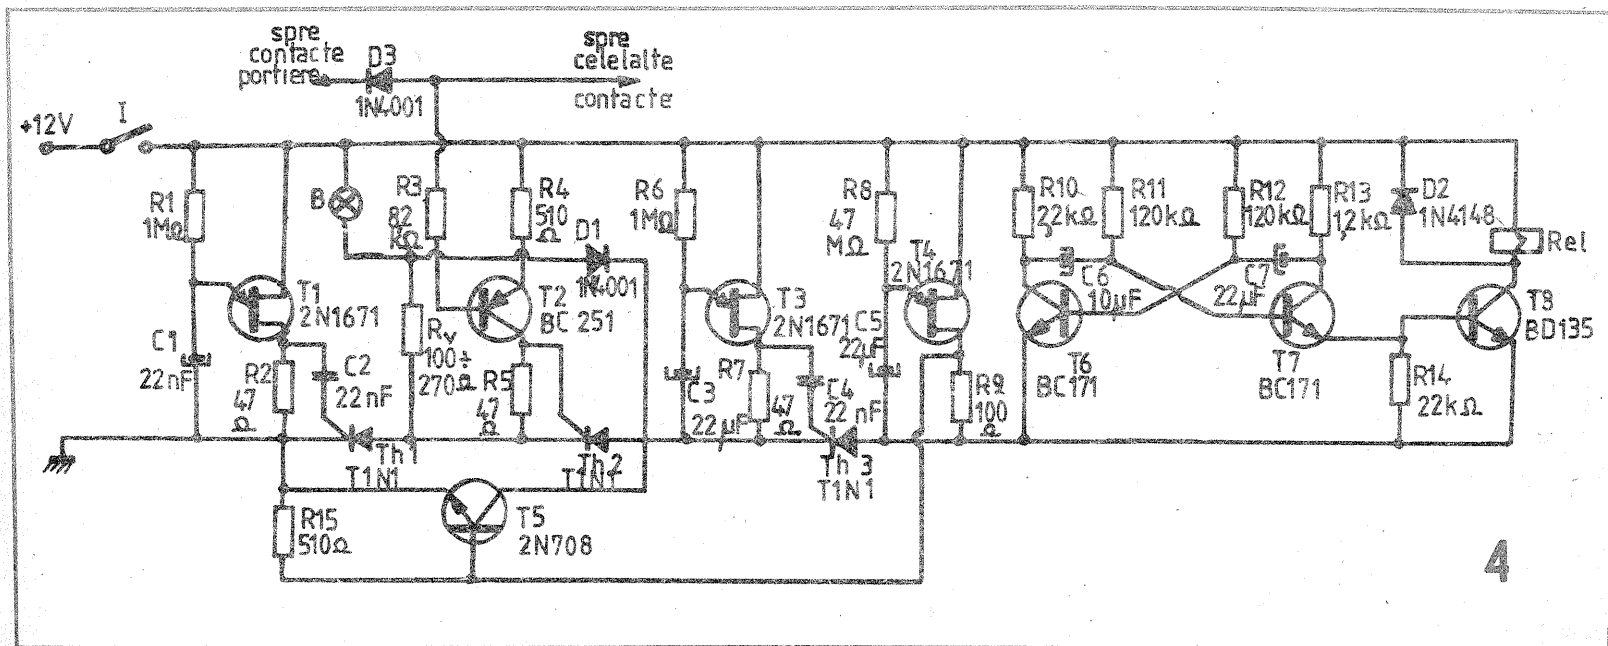 spre
contacte
portiere
D3
1N4001
spre
celelalte
contacte
+12V
I
R1
1MΩ
B
R3
82
KΩ
R4
510
Ω
D1
1N4001
R6
1MΩ
R8
47
MΩ
R10
2,2kΩ
R11
120kΩ
R12
120kΩ
R13
1,2kΩ
D2
1N4148
Rel
T1
2N1671
T2
BC 251
T3
2N1671
T4
2N1671
C6
10µF
C7
22µF
T8
BD135
C1
22nF
R2
47
Ω
C2
22nF
Rv
100÷
270Ω
R5
47
Ω
C3
22µF
R7
47
Ω
C4
22nF
C5
22µF
R9
100
Ω
T6
BC171
T7
BC171
R14
22kΩ
Th1
T1N1
Th2
T1N1
Th3
T1N1
R15
510Ω
T5
2N708
4